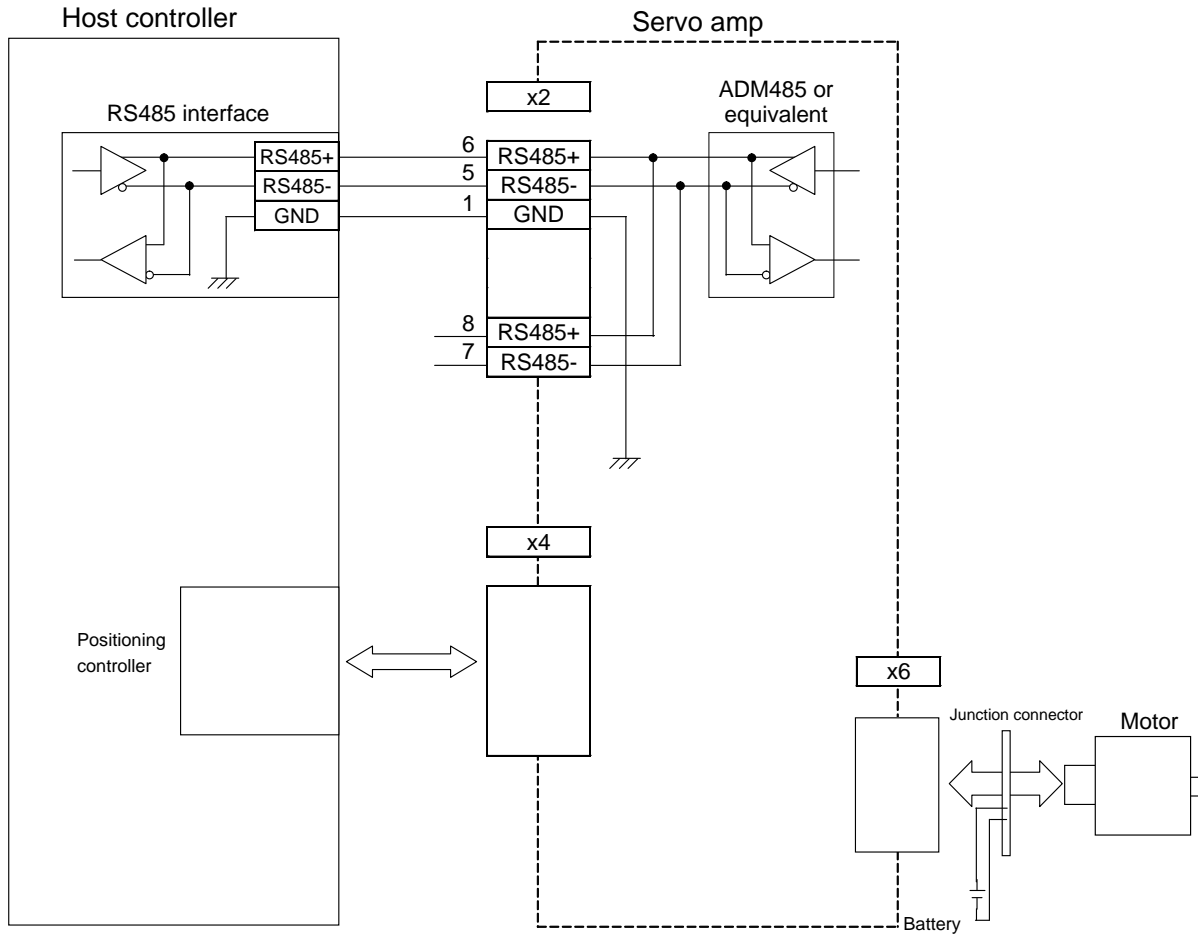 Host controller
Servo amp
x2
RS485 interface
ADM485 or
equivalent
RS485+
6
RS485+
RS485-
5
RS485-
GND
1
GND
8
RS485+
7
RS485-
x4
Positioning
controller
x6
Junction connector
Motor
Battery